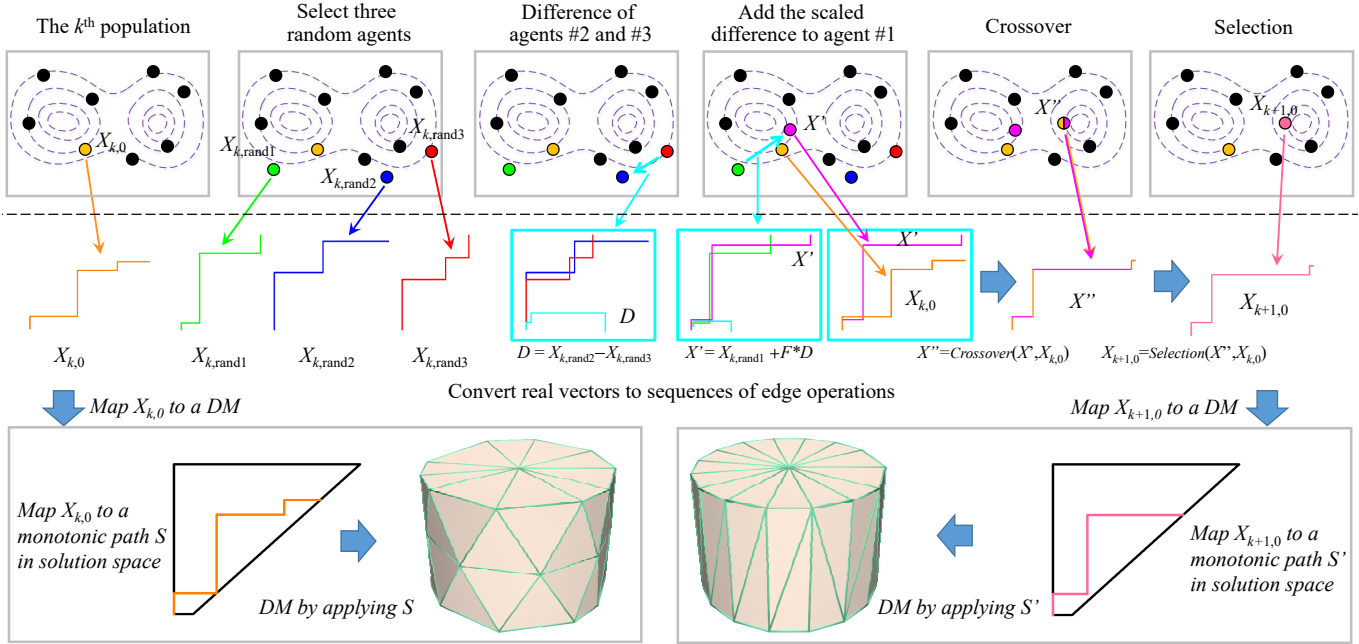 The kth population
Select three
random agents
Difference of
agents #2 and #3
Add the scaled
difference to agent #1
Crossover
Selection
Xk,0
Xk,rand1
Xk,rand2
Xk,rand3
X'
X''
X̄k+1,0
Xk,0
Xk,rand1
Xk,rand2
Xk,rand3
D
D = Xk,rand2−Xk,rand3
X'
X'= Xk,rand1 +F*D
X'
Xk,0
X''
X''=Crossover(X',Xk,0)
Xk+1,0
Xk+1,0=Selection(X'',Xk,0)
Convert real vectors to sequences of edge operations
Map Xk,0 to a DM
Map Xk+1,0 to a DM
Map Xk,0 to a
monotonic path S
in solution space
DM by applying S
DM by applying S'
Map Xk+1,0 to a
monotonic path S'
in solution space